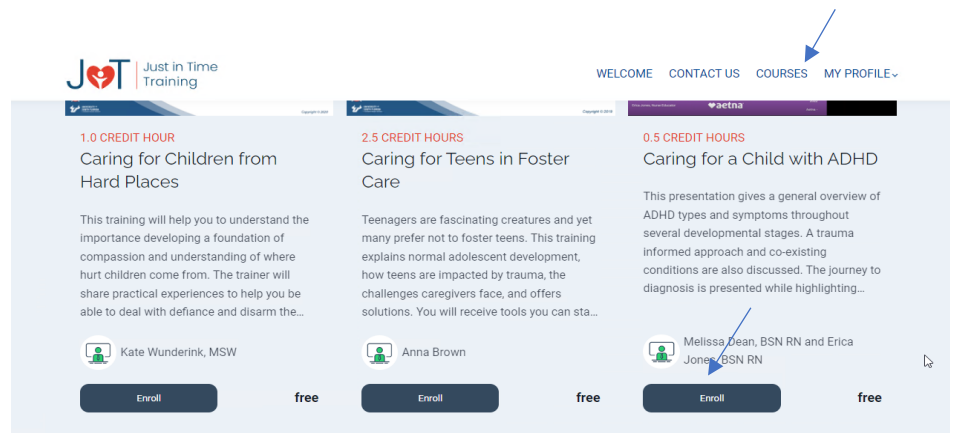 JOT Just in Time
Training
WELCOME CONTACT US COURSES MY PROFILE
aetna
1.0 CREDIT HOUR
Caring for Children from
Hard Places
This training will help you to understand the
importance developing a foundation of
compassion and understanding of where
hurt children come from. The trainer will
share practical experiences to help you be
able to deal with defiance and disarm the...
Kate Wunderink, MSW
Enroll free
2.5 CREDIT HOURS
Caring for Teens in Foster
Care
Teenagers are fascinating creatures and yet
many prefer not to foster teens. This training
explains normal adolescent development,
how teens are impacted by trauma, the
challenges caregivers face, and offers
solutions. You will receive tools you can sta...
Anna Brown
Enroll free
0.5 CREDIT HOURS
Caring for a Child with ADHD
This presentation gives a general overview of
ADHD types and symptoms throughout
several developmental stages. A trauma
informed approach and co-existing
conditions are also discussed. The journey to
diagnosis is presented while highlighting...
Melissa Dean, BSN RN and Erica
Jones, BSN RN
Enroll free